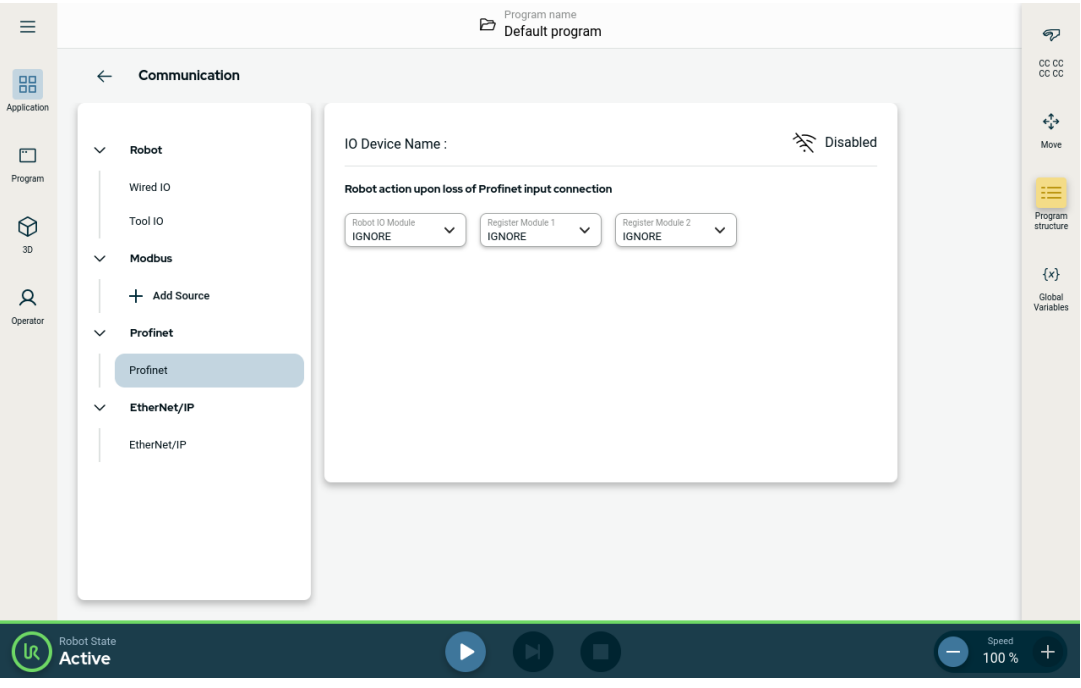 Program name
Default program
Application
Program
3D
Operator
Communication
Robot
Wired IO
Tool IO
Modbus
Add Source
Profinet
Profinet
EtherNet/IP
EtherNet/IP
IO Device Name :
Disabled
Robot action upon loss of Profinet input connection
Robot IO Module
IGNORE
Register Module 1
IGNORE
Register Module 2
IGNORE
CC CC
CC CC
Move
Program
structure
{x}
Global
Variables
UR
Robot State
Active
Speed
100 %